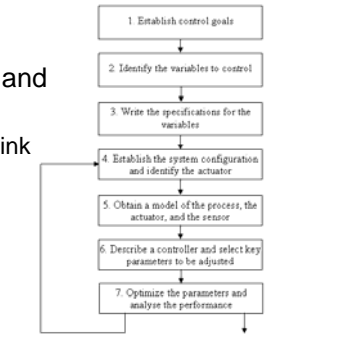 1. Establish control goals
2. Identify the variables to control
and
3. Write the specifications for the
variables
ink
4. Establish the system configuration
and identify the actuator
5. Obtain a model of the process, the
actuator, and the sensor
6. Describe a controller and select key
parameters to be adjusted
7. Optimize the parameters and
analyse the performance